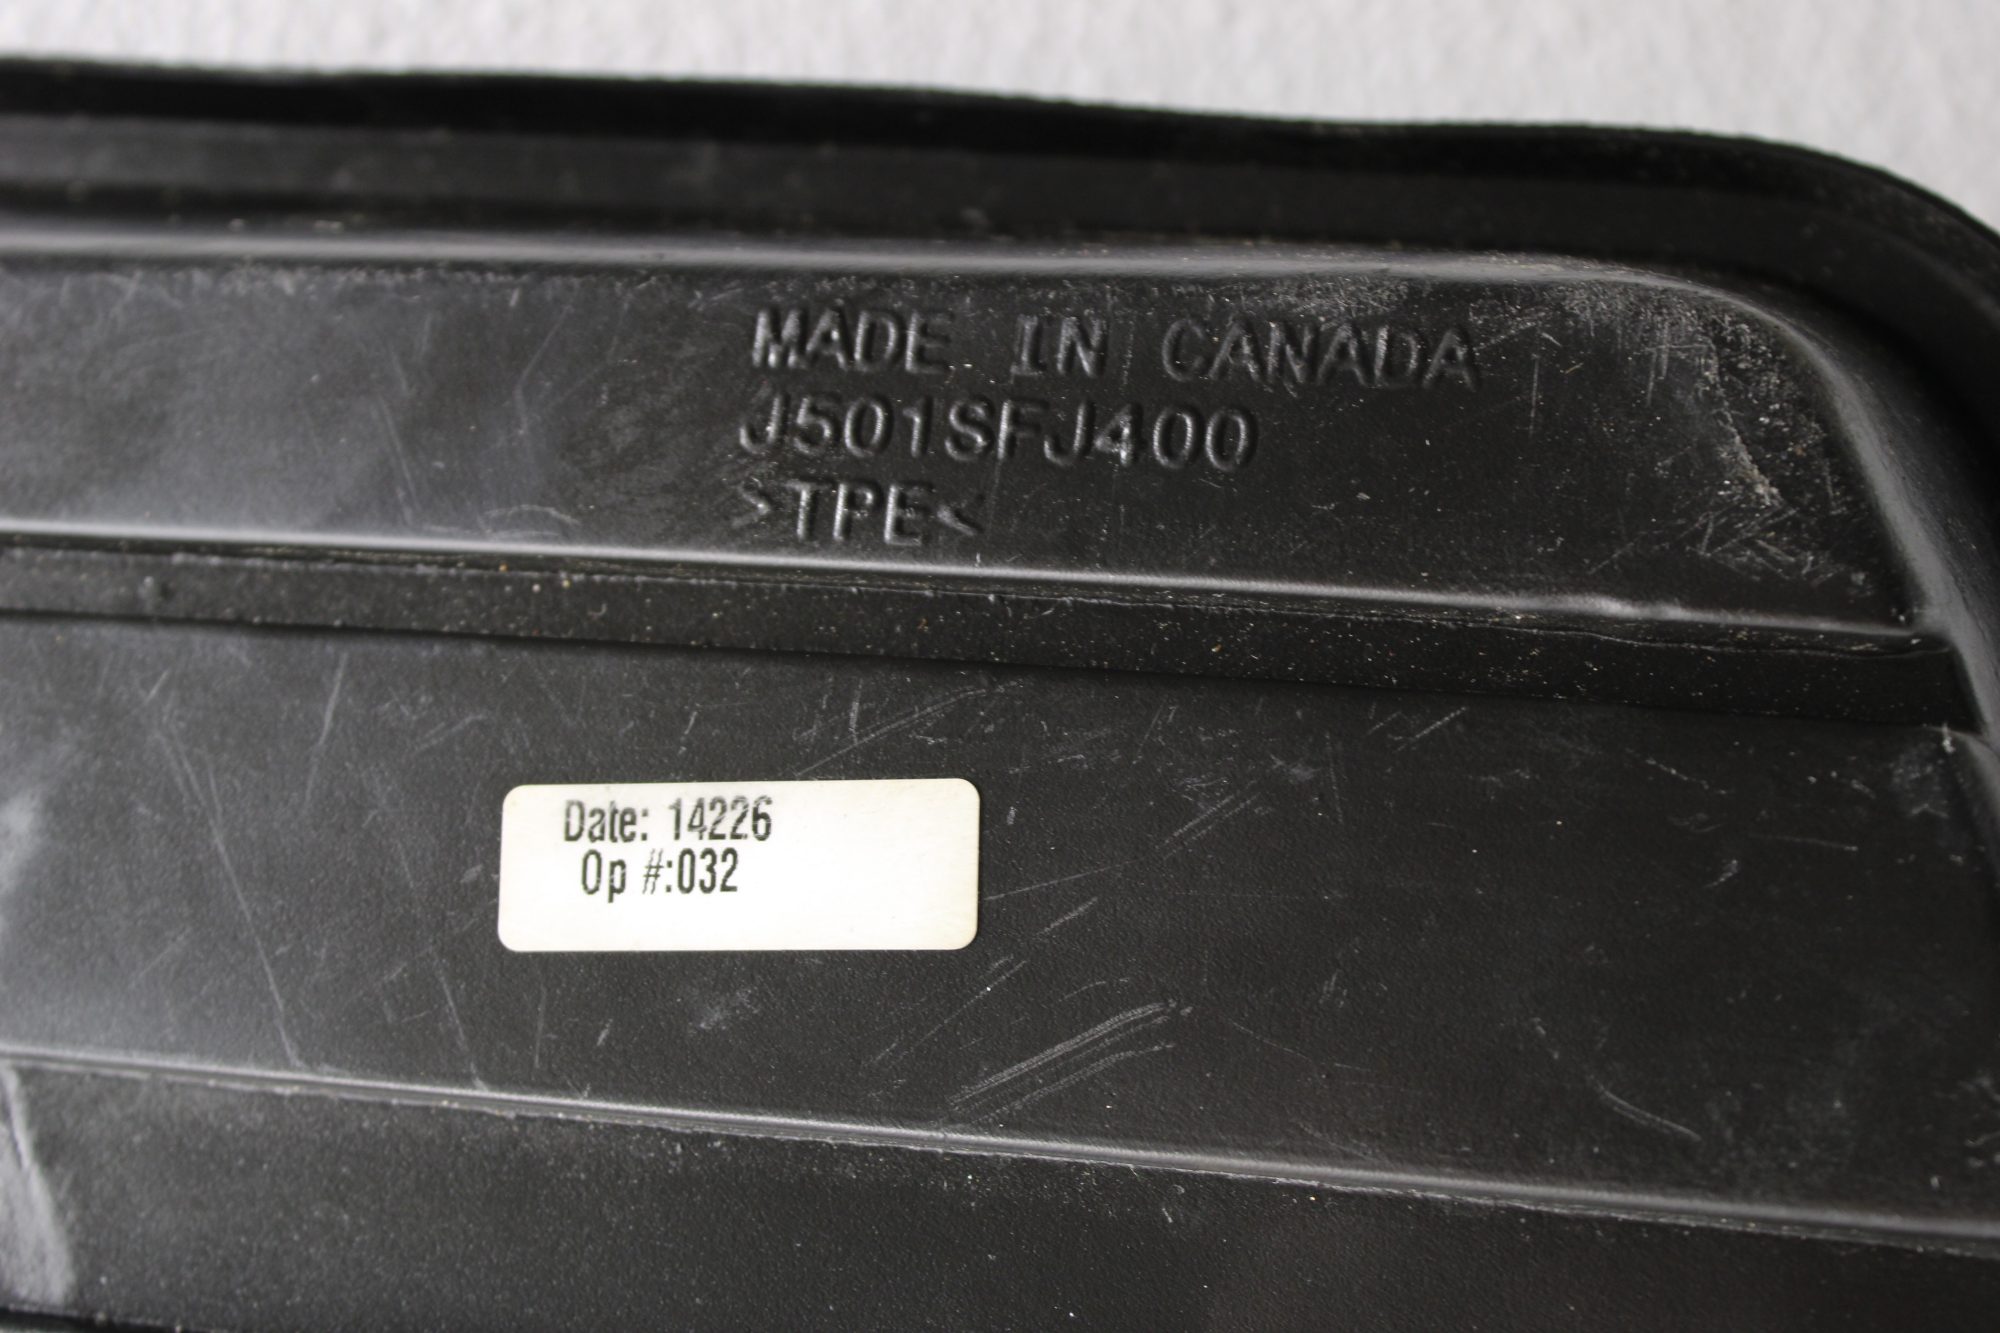 MADE IN CANADA
J501SFJ400
>TPE<
Date: 14226
Op #:032